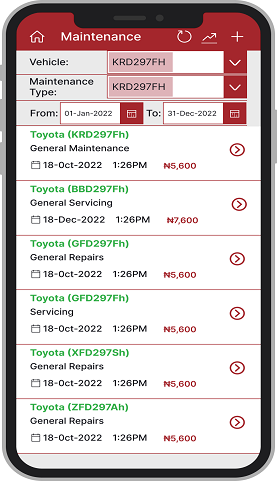 Maintenance
Vehicle: KRD297FH
Maintenance
Type: KRD297FH
From: 01-Jan-2022 To: 31-Dec-2022
Toyota (KRD297Fh)
General Maintenance
18-Oct-2022 1:26PM ₦5,600
Toyota (BBD297Fh)
General Servicing
18-Dec-2022 1:26PM ₦7,600
Toyota (GFD297Fh)
General Repairs
18-Oct-2022 1:26PM ₦5,600
Toyota (GFD297Fh)
Servicing
18-Oct-2022 1:26PM ₦5,600
Toyota (XFD297Sh)
General Repairs
18-Oct-2022 1:26PM ₦5,600
Toyota (ZFD297Ah)
General Repairs
18-Oct-2022 1:26PM ₦5,600